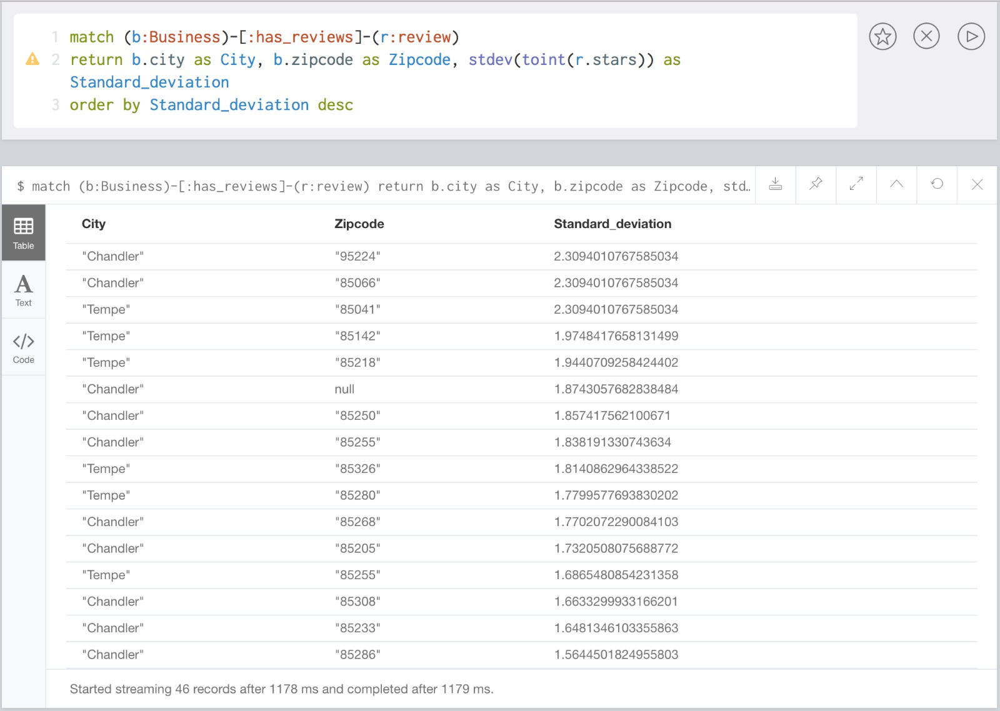 1 match (b:Business)-[:has_reviews]-(r:review)
2 return b.city as City, b.zipcode as Zipcode, stdev(toint(r.stars)) as
Standard_deviation
3 order by Standard_deviation desc
$ match (b:Business)-[:has_reviews]-(r:review) return b.city as City, b.zipcode as Zipcode, std…
Table
Text
Code
City Zipcode Standard_deviation
"Chandler" "95224" 2.3094010767585034
"Chandler" "85066" 2.3094010767585034
"Tempe" "85041" 2.3094010767585034
"Tempe" "85142" 1.9748417658131499
"Tempe" "85218" 1.9440709258424402
"Chandler" null 1.8743057682838484
"Chandler" "85250" 1.857417562100671
"Chandler" "85255" 1.838191330743634
"Tempe" "85326" 1.8140862964338522
"Tempe" "85280" 1.7799577693830202
"Chandler" "85268" 1.7702072290084103
"Chandler" "85205" 1.7320508075688772
"Tempe" "85255" 1.6865480854231358
"Chandler" "85308" 1.6633299933166201
"Chandler" "85233" 1.6481346103355863
"Chandler" "85286" 1.5644501824955803
Started streaming 46 records after 1178 ms and completed after 1179 ms.